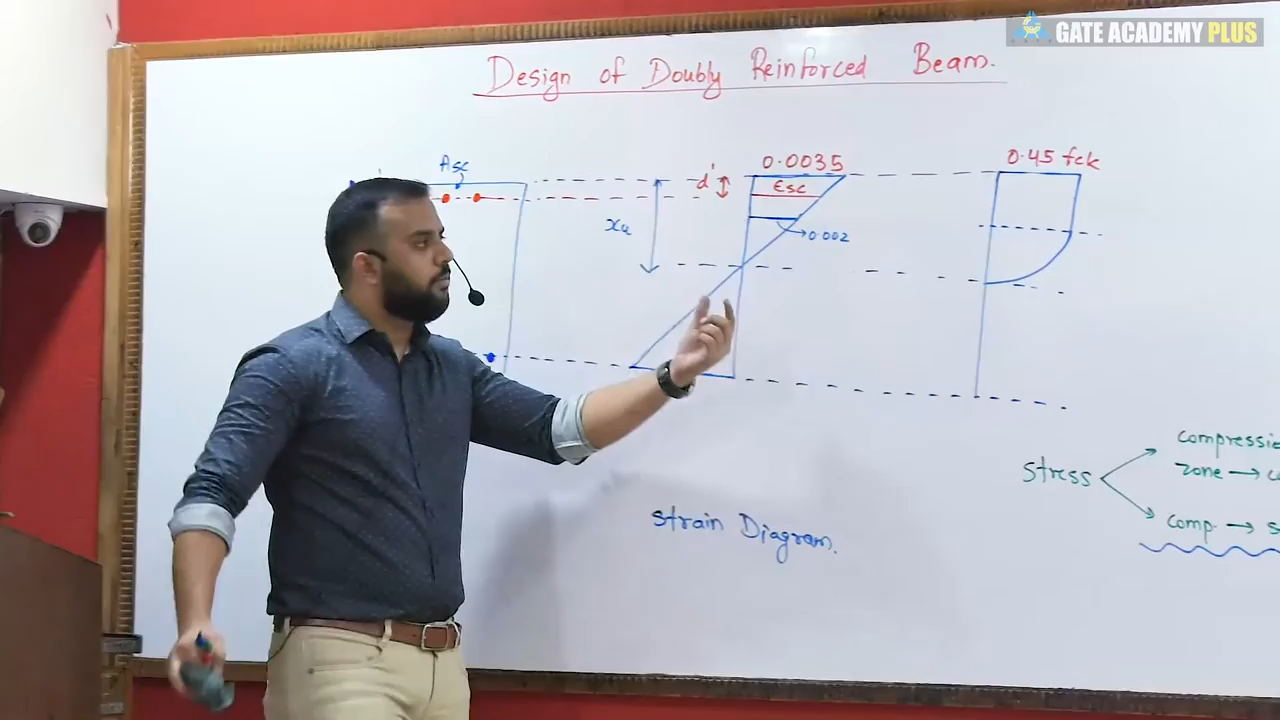 GATE ACADEMY PLUS
Design of Doubly Reinforced Beam.
Asc
d'
0.0035
0.45 fck
Esc
xu
0.002
stress
compressio
zone →
comp. → s
strain Diagram.